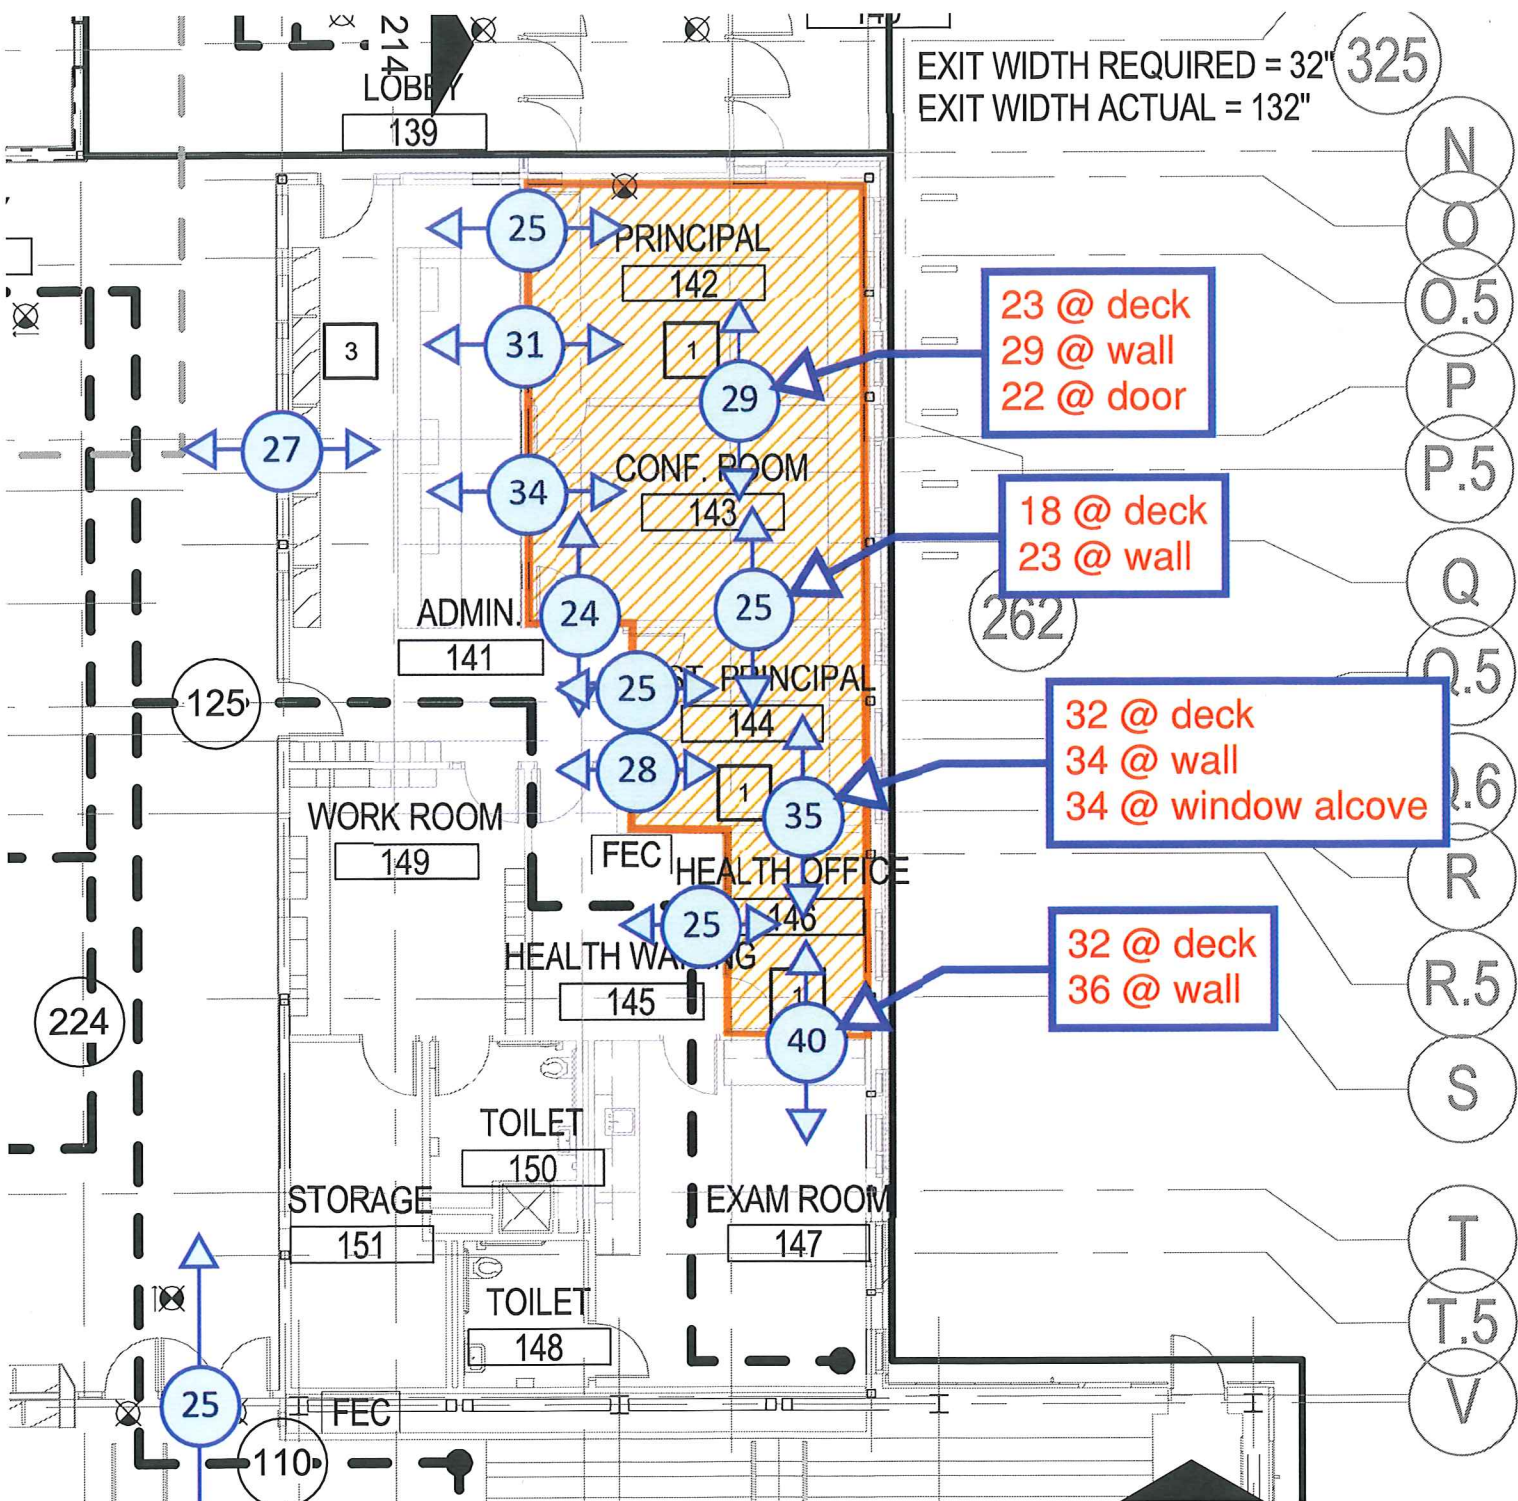 214
LOBBY
139
EXIT WIDTH REQUIRED = 32"
EXIT WIDTH ACTUAL = 132"
325
N
O
O.5
P
P.5
Q
Q.5
R
R.5
S
T
T.5
V
25
PRINCIPAL
142
31
3
1
29
23 @ deck
29 @ wall
22 @ door
27
34
CONF. ROOM
143
18 @ deck
23 @ wall
24
25
262
ADMIN.
141
125
25
PRINCIPAL
144
28
1
35
32 @ deck
34 @ wall
34 @ window alcove
WORK ROOM
149
FEC
HEALTH OFFICE
146
25
HEALTH
145
1
32 @ deck
36 @ wall
224
40
TOILET
150
STORAGE
151
EXAM ROOM
147
TOILET
148
25
FEC
110